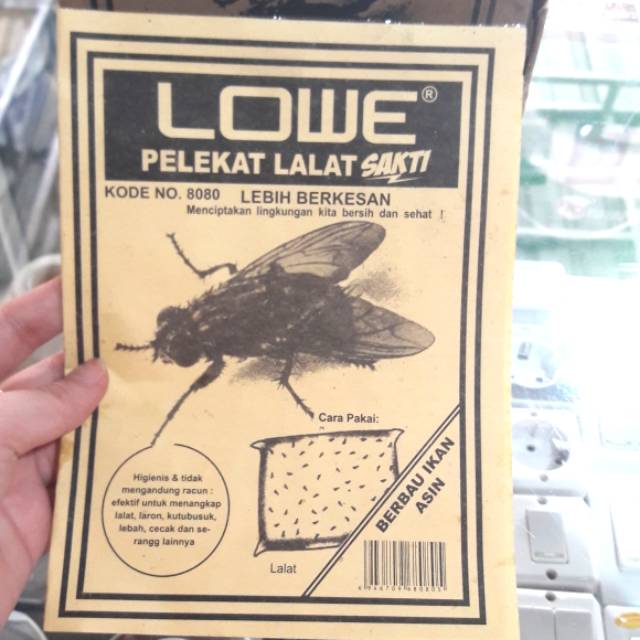 LOWE®
PELEKAT LALAT SAKTI
KODE NO. 8080 LEBIH BERKESAN
Menciptakan lingkungan kita bersih dan sehat !
Cara Pakai:
Higienis & tidak
mengandung racun :
efektif untuk menangkap
lalat, laron, kutubusuk,
lebah, cecak dan se-
rangg lainnya
Lalat
BERBAU IKAN
ASIN